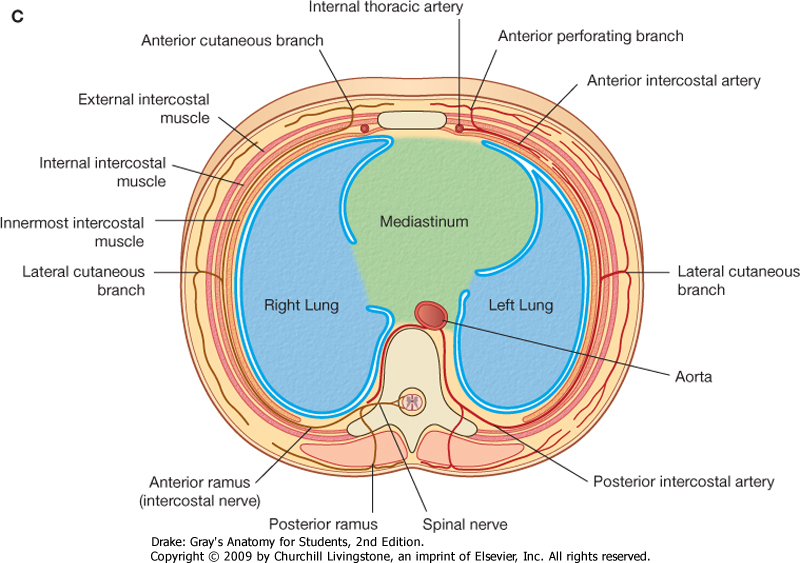 C
Internal thoracic artery
Anterior cutaneous branch
Anterior perforating branch
Anterior intercostal artery
External intercostal
muscle
Internal intercostal
muscle
Innermost intercostal
muscle
Mediastinum
Lateral cutaneous
branch
Lateral cutaneous
branch
Right Lung
Left Lung
Aorta
Anterior ramus
(intercostal nerve)
Posterior intercostal artery
Posterior ramus
Spinal nerve
Drake: Gray's Anatomy for Students, 2nd Edition.
Copyright © 2009 by Churchill Livingstone, an imprint of Elsevier, Inc. All rights reserved.